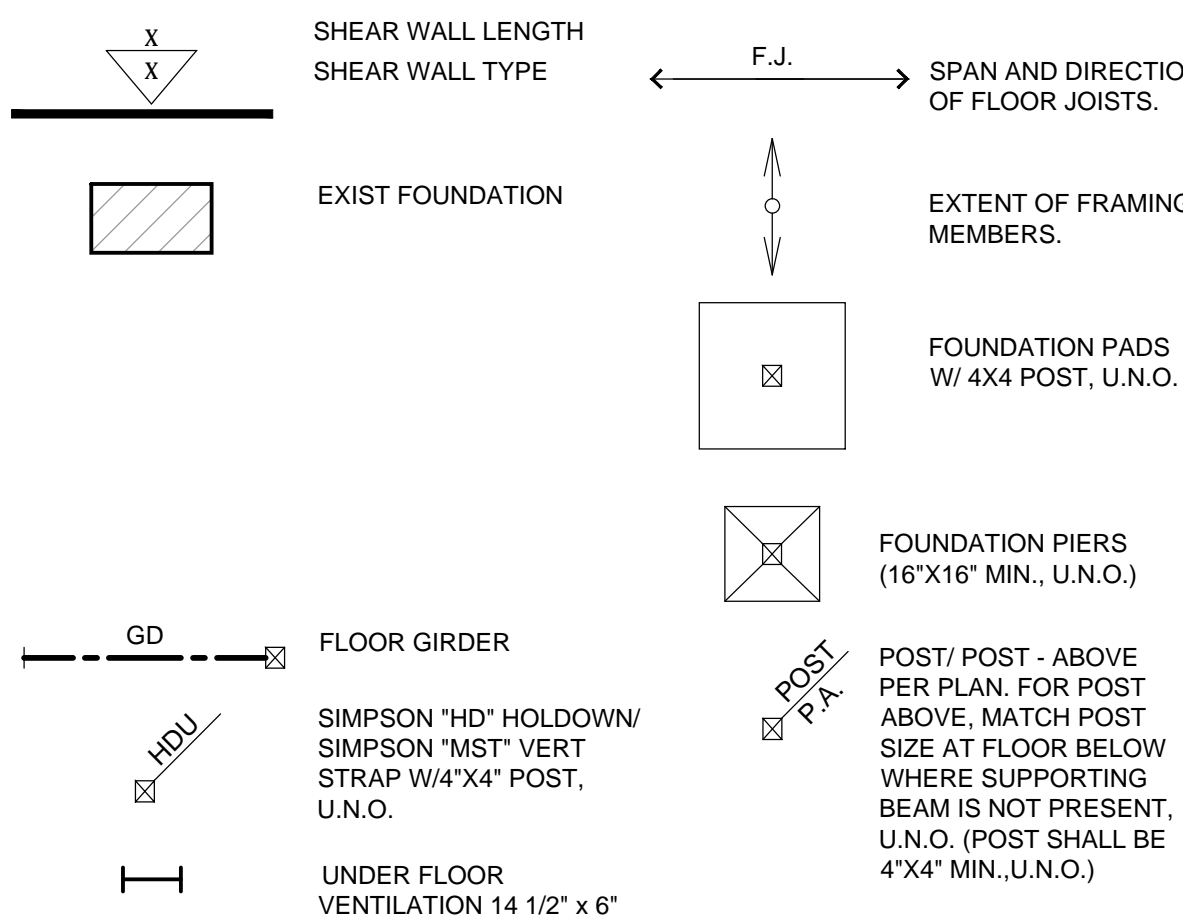 X
X
SHEAR WALL LENGTH
SHEAR WALL TYPE
EXIST FOUNDATION
GD
FLOOR GIRDER
HDU
SIMPSON "HD" HOLDOWN/
SIMPSON "MST" VERT
STRAP W/4"X4" POST,
U.N.O.
UNDER FLOOR
VENTILATION 14 1/2" x 6"
F.J.
SPAN AND DIRECTIO
OF FLOOR JOISTS.
EXTENT OF FRAMING
MEMBERS.
FOUNDATION PADS
W/ 4X4 POST, U.N.O.
FOUNDATION PIERS
(16"X16" MIN., U.N.O.)
POST
P.A.
POST/ POST - ABOVE
PER PLAN. FOR POST
ABOVE, MATCH POST
SIZE AT FLOOR BELOW
WHERE SUPPORTING
BEAM IS NOT PRESENT,
U.N.O. (POST SHALL BE
4"X4" MIN.,U.N.O.)